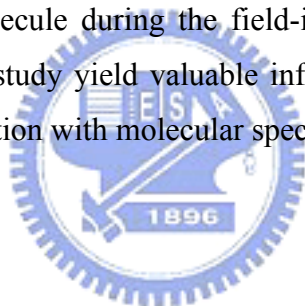 ecule during the field-i
study yield valuable inf
tion with molecular spec
E S
A
1896